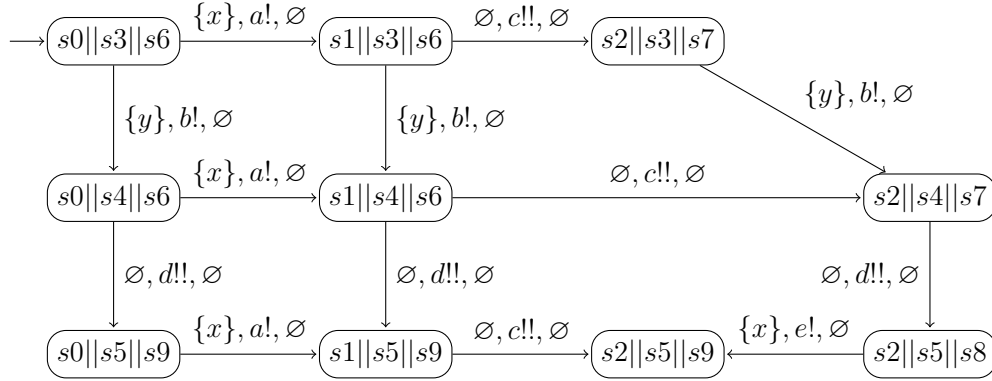 {x}, a!, ∅ ∅, c!!, ∅
s0||s3||s6 s1||s3||s6 s2||s3||s7
{y}, b!, ∅ {y}, b!, ∅ {y}, b!, ∅
{x}, a!, ∅ ∅, c!!, ∅
s0||s4||s6 s1||s4||s6 s2||s4||s7
∅, d!!, ∅ ∅, d!!, ∅ ∅, d!!, ∅
{x}, a!, ∅ ∅, c!!, ∅ {x}, e!, ∅
s0||s5||s9 s1||s5||s9 s2||s5||s9 s2||s5||s8